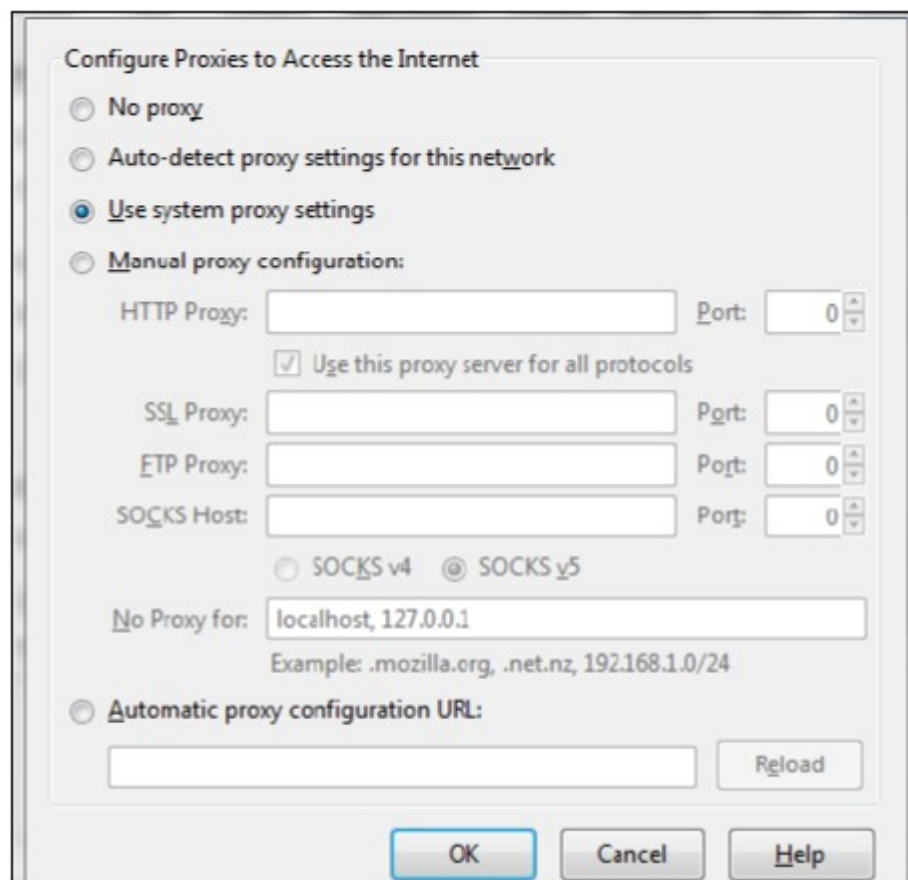 Configure Proxies to Access the Internet
No proxy
Auto-detect proxy settings for this network
Use system proxy settings
Manual proxy configuration:
HTTP Proxy: Port: 0
Use this proxy server for all protocols
SSL Proxy: Port: 0
FTP Proxy: Port: 0
SOCKS Host: Port: 0
SOCKS v4 SOCKS v5
No Proxy for: localhost, 127.0.0.1
Example: .mozilla.org, .net.nz, 192.168.1.0/24
Automatic proxy configuration URL:
Reload
OK Cancel Help